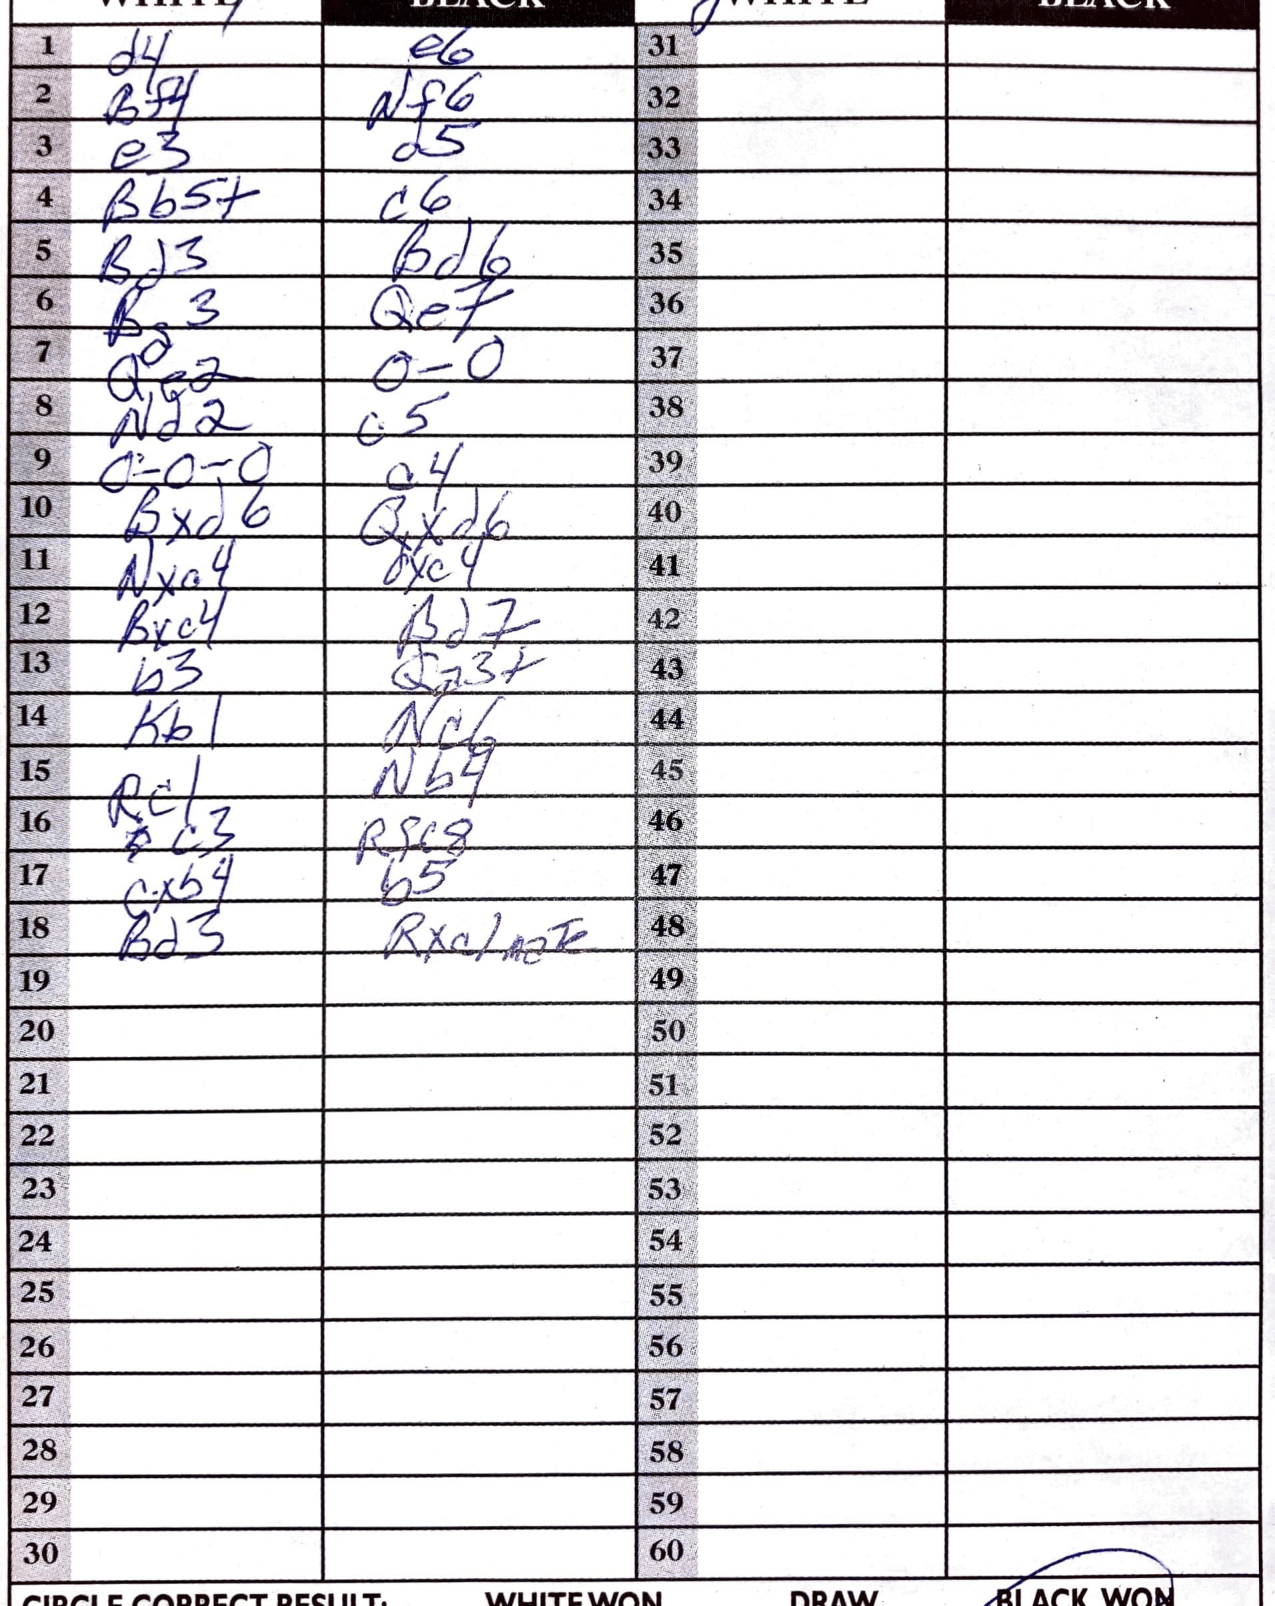 WHITE BLACK WHITE BLACK
1 d4 e6 31
2 Bf4 Nf6 32
3 e3 d5 33
4 Bb5+ c6 34
5 Bd3 Bd6 35
6 Bg3 Qe7 36
7 Qe2 0-0 37
8 Nd2 c5 38
9 0-0-0 c4 39
10 Bxd6 Qxd6 40
11 Nxc4 dxc4 41
12 Bxc4 Bd7 42
13 b3 Qa3+ 43
14 Kb1 Nc6 44
15 Rc1 Nb4 45
16 c3 Rfc8 46
17 cxb4 b5 47
18 Bd3 Rxc1 mate 48
19 49
20 50
21 51
22 52
23 53
24 54
25 55
26 56
27 57
28 58
29 59
30 60
CIRCLE CORRECT RESULT: WHITE WON DRAW BLACK WON